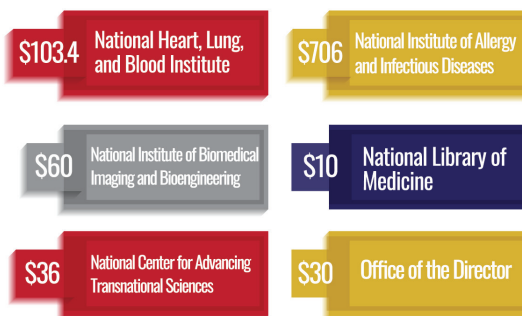 $103.4
National Heart, Lung,
and Blood Institute
$706
National Institute of Allergy
and Infectious Diseases
$60
National Institute of Biomedical
Imaging and Bioengineering
$10
National Library of
Medicine
$36
National Center for Advancing
Transnational Sciences
$30
Office of the Director